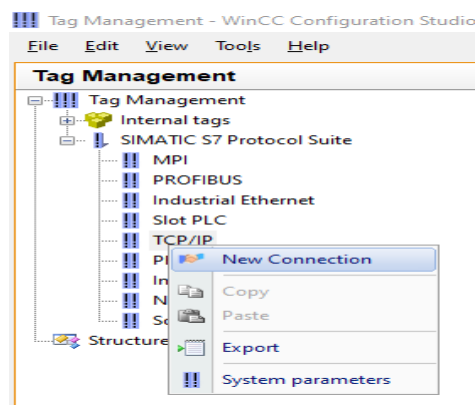 Tag Management - WinCC Configuration Studio
File Edit View Tools Help
Tag Management
Tag Management
Internal tags
SIMATIC S7 Protocol Suite
MPI
PROFIBUS
Industrial Ethernet
Slot PLC
TCP/IP
New Connection
Copy
Paste
Structure
Export
System parameters